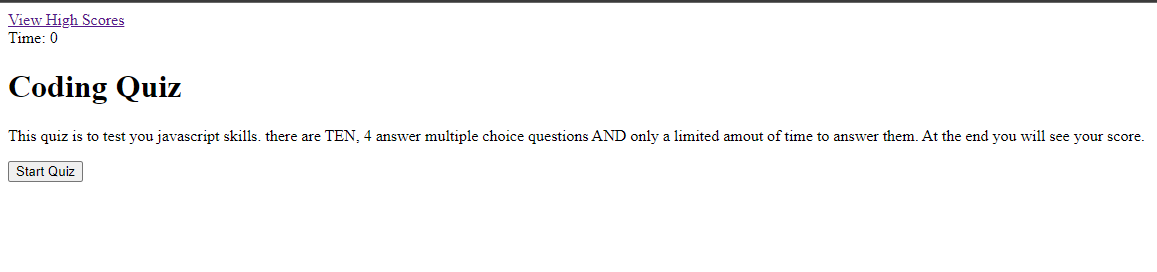 View High Scores
Time: 0
Coding Quiz
This quiz is to test you javascript skills. there are TEN, 4 answer multiple choice questions AND only a limited amout of time to answer them. At the end you will see your score.
Start Quiz